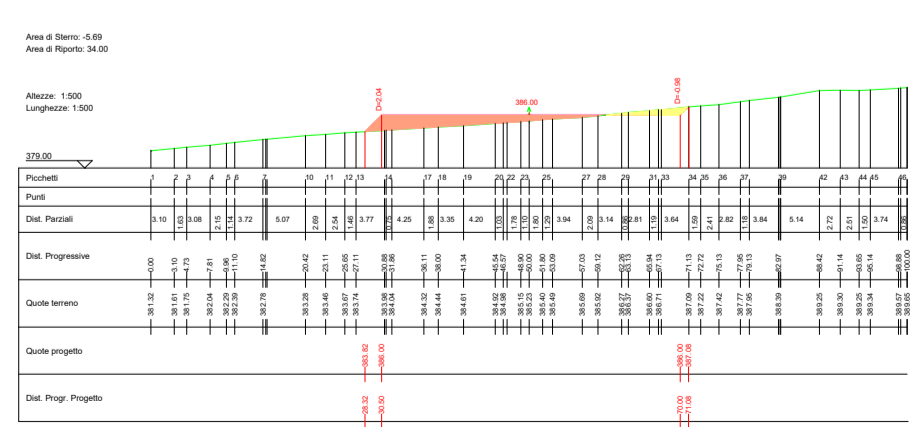 Area di Sterro: -5.69
Area di Riporto: 34.00
Altezze: 1:500
Lunghezze: 1:500
D=2.04
386.00
D=-0.98
379.00
Picchetti 1 2 3 4 5 6 7 10 11 12 13 14 17 18 19 20 22 23 25 27 28 29 31 33 34 35 36 37 39 42 43 44 45 46
Punti
Dist. Parziali 3.10 1.63 3.08 2.15 1.14 3.72 5.07 2.69 2.54 1.46 3.77 0.75 4.25 1.88 3.35 4.20 1.03 1.78 1.10 1.80 1.29 3.94 2.09 3.14 0.86 2.81 1.19 3.64 1.59 2.41 2.82 1.18 3.84 5.14 2.72 2.51 1.50 3.74 0.86
Dist. Progressive 0.00 3.10 4.73 7.81 9.96 11.10 14.82 20.42 23.11 25.65 27.11 30.88 31.86 36.11 38.00 41.34 45.54 46.57 48.90 50.00 51.80 53.09 57.03 59.12 62.26 63.13 65.94 67.13 71.13 72.72 75.13 77.95 79.13 82.97 88.42 91.14 93.65 95.14 98.88 100.00
Quote terreno 381.32 381.61 381.75 382.04 382.29 382.39 382.78 383.28 383.46 383.67 383.74 383.98 384.04 384.32 384.44 384.61 384.92 384.98 385.15 385.23 385.40 385.49 385.69 385.92 386.27 386.37 386.60 386.71 387.09 387.22 387.42 387.77 387.95 388.39 389.25 389.30 389.25 389.34 389.57 389.65
Quote progetto 383.82 386.00 386.00 387.08
Dist. Progr. Progetto 28.32 30.50 70.00 71.08